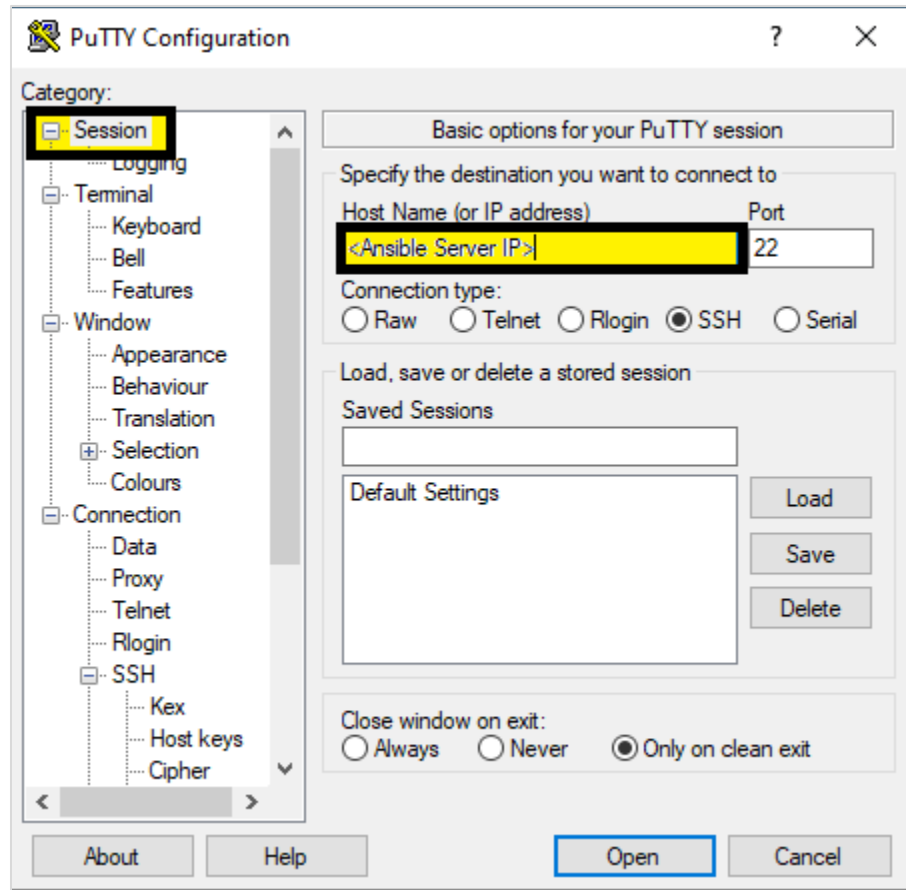 PuTTY Configuration
?
Category:
Session
Logging
Terminal
Keyboard
Bell
Features
Window
Appearance
Behaviour
Translation
Selection
Colours
Connection
Data
Proxy
Telnet
Rlogin
SSH
Kex
Host keys
Cipher
Basic options for your PuTTY session
Specify the destination you want to connect to
Host Name (or IP address) Port
<Ansible Server IP> 22
Connection type:
Raw Telnet Rlogin SSH Serial
Load, save or delete a stored session
Saved Sessions
Default Settings
Load
Save
Delete
Close window on exit:
Always Never Only on clean exit
About Help Open Cancel